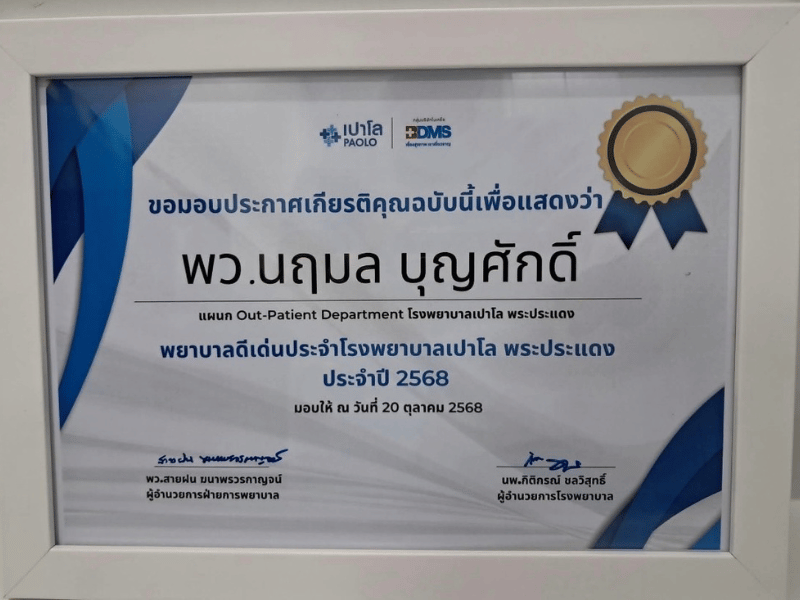 เปาโล
PAOLO
BDMS
ขอมอบประกาศเกียรติคุณฉบับนี้เพื่อแสดงว่า
พว.นฤมล บุญศักดิ์
แผนก Out-Patient Department โรงพยาบาลเปาโล พระประแดง
พยาบาลดีเด่นประจำโรงพยาบาลเปาโล พระประแดง
ประจำปี 2568
มอบให้ ณ วันที่ 20 ตุลาคม 2568
พว.สายฝน ฆนาพรวรกาญจน์
ผู้อำนวยการฝ่ายการพยาบาล
นพ.กิติกรณ์ ชลวิสุทธิ์
ผู้อำนวยการโรงพยาบาล